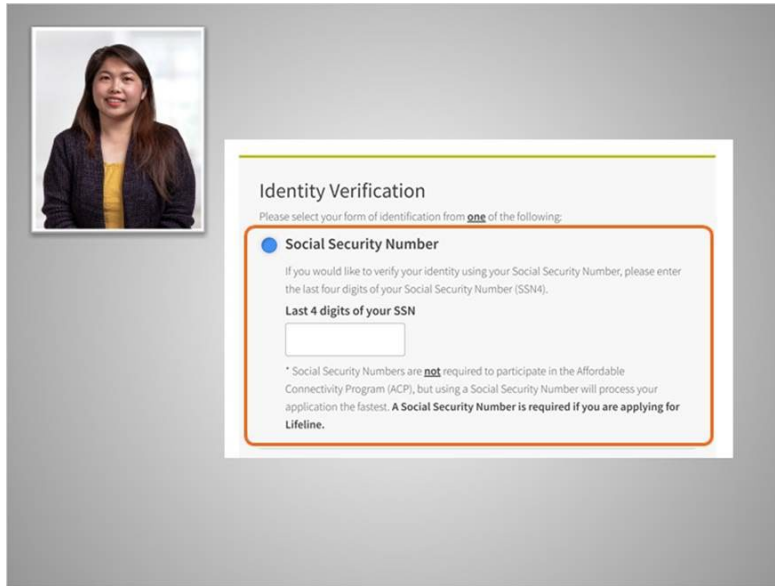 Identity Verification
Please select your form of identification from one of the following:
Social Security Number
If you would like to verify your identity using your Social Security Number, please enter
the last four digits of your Social Security Number (SSN4).
Last 4 digits of your SSN
* Social Security Numbers are not required to participate in the Affordable
Connectivity Program (ACP), but using a Social Security Number will process your
application the fastest. A Social Security Number is required if you are applying for
Lifeline.